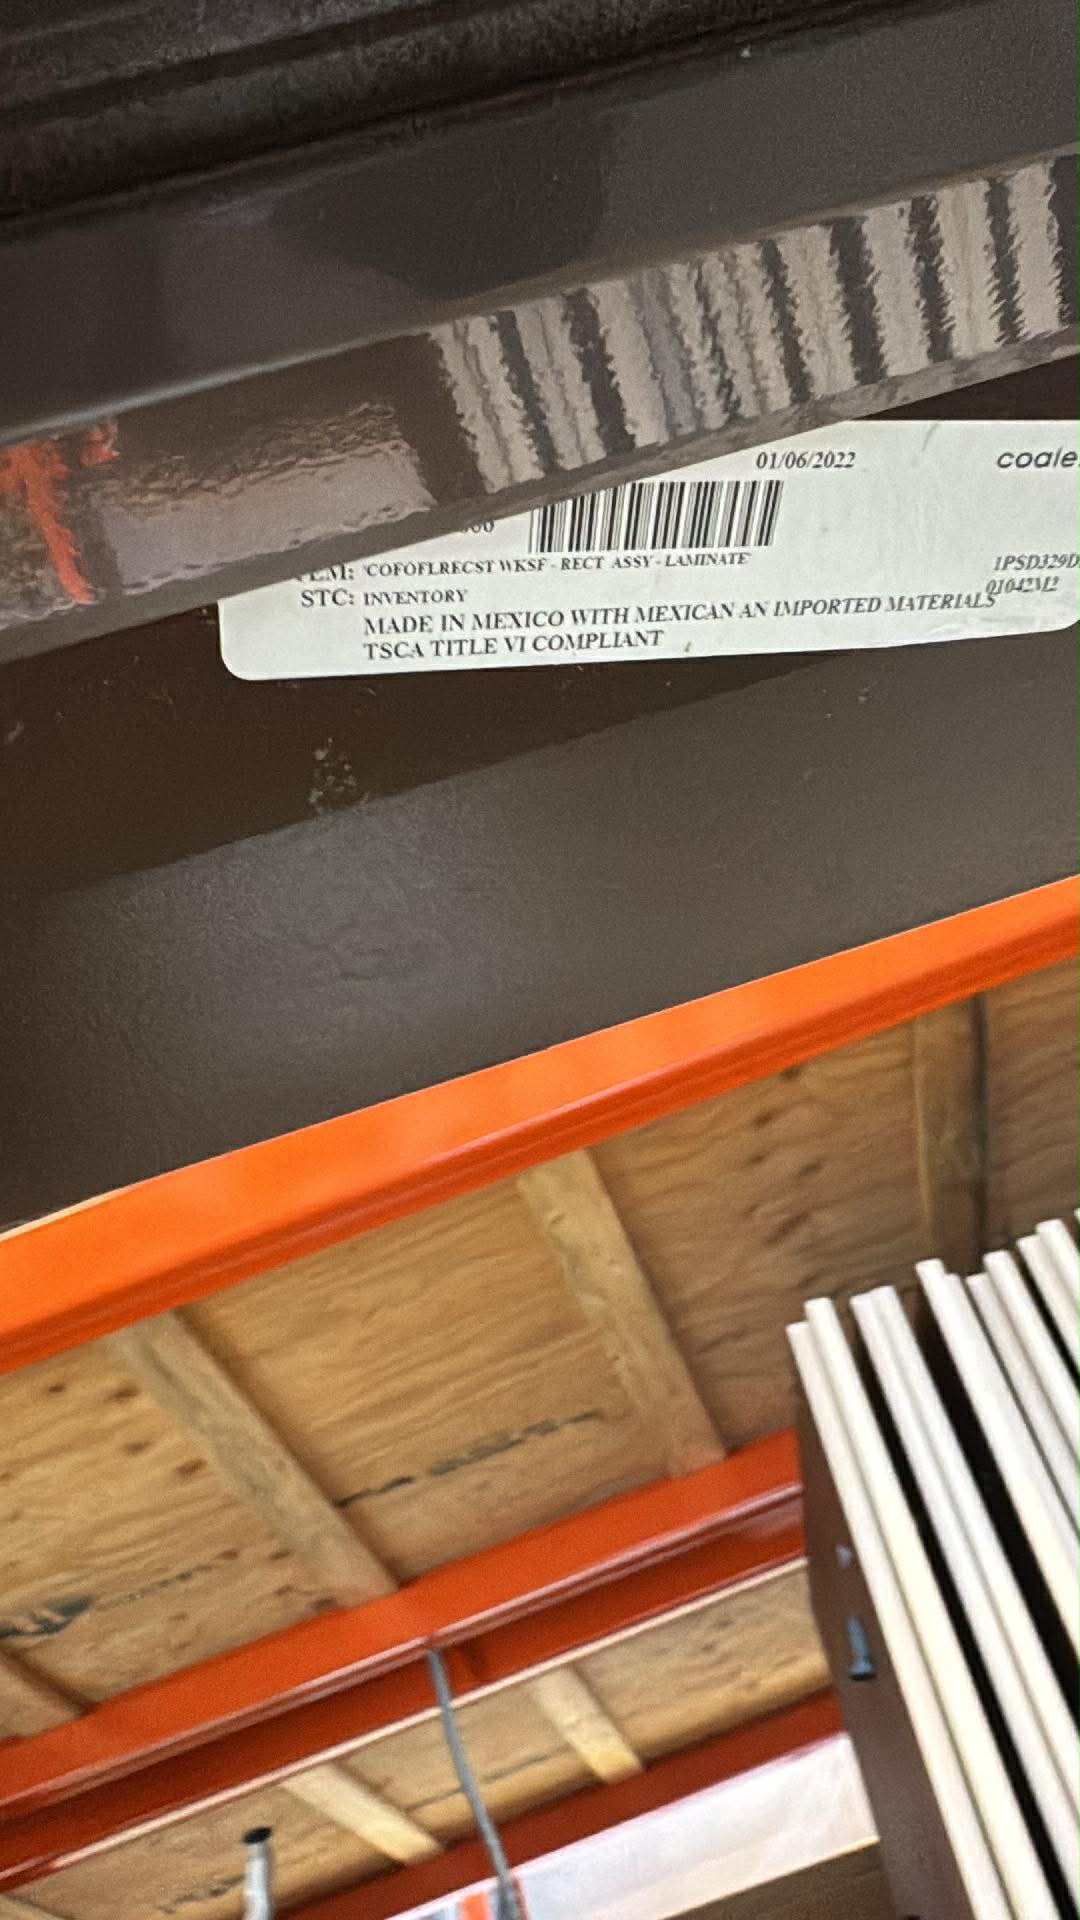 01/06/2022
coale
ITEM: 'COFOFLRECST WKSF - RECT ASSY - LAMINATE'
1PSD329D
STC: INVENTORY
01042M2
MADE IN MEXICO WITH MEXICAN AN IMPORTED MATERIALS
TSCA TITLE VI COMPLIANT